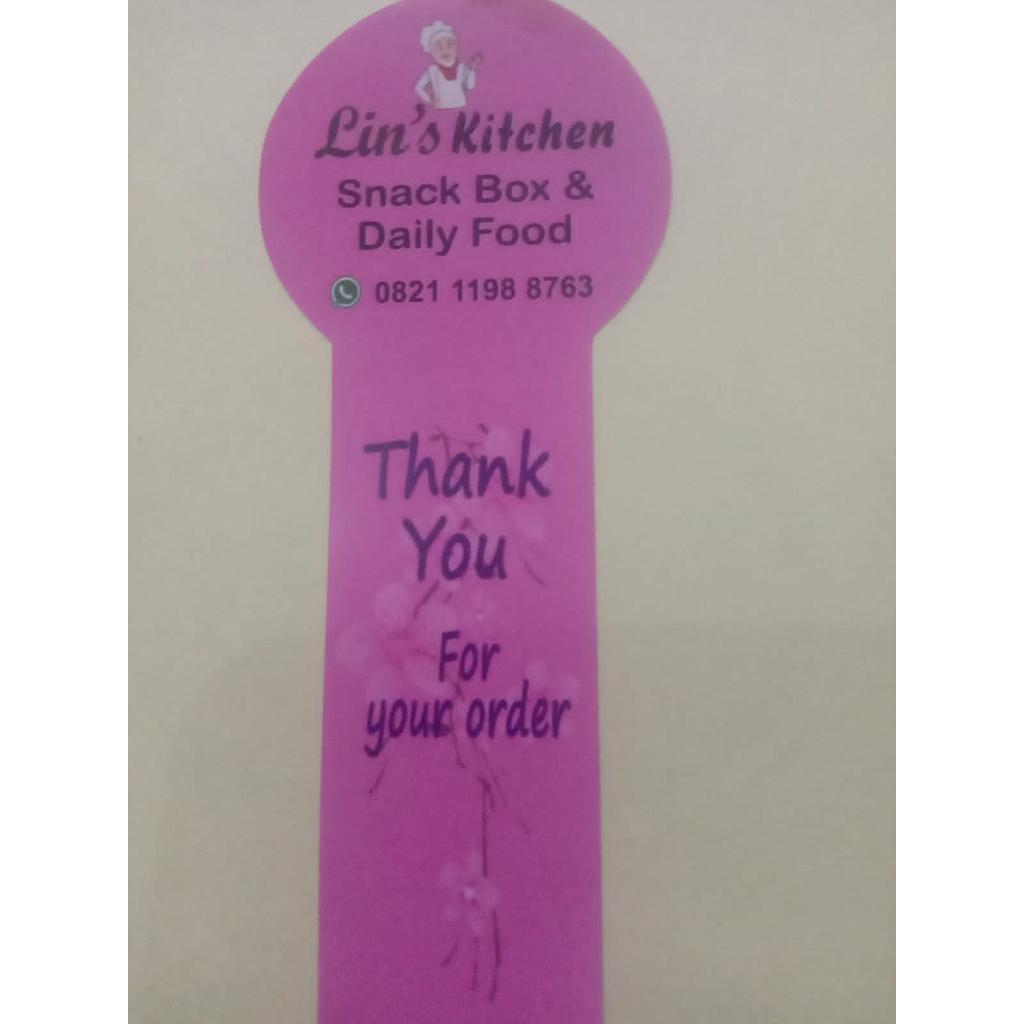 Lin's Kitchen
Snack Box &
Daily Food
0821 1198 8763
Thank
You
For
your order